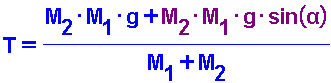 T = (M₂·M₁·g + M₂·M₁·g·sin(α)) / (M₁ + M₂)